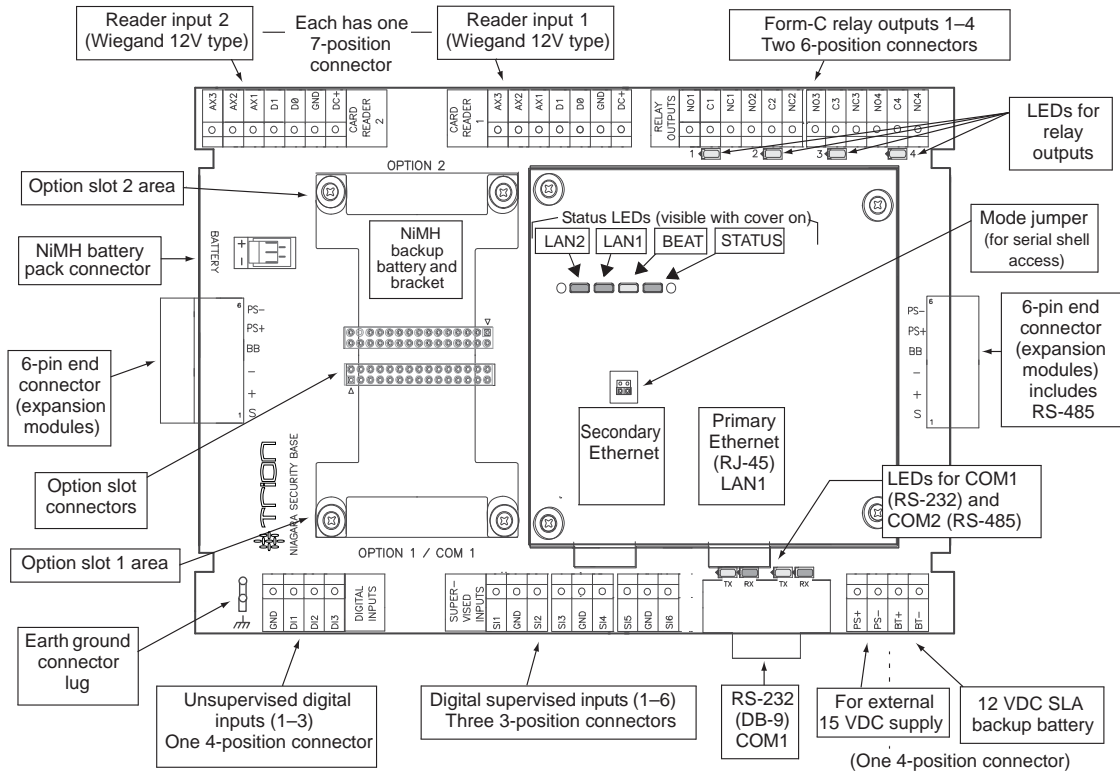 Reader input 2
(Wiegand 12V type)
Each has one
7-position
connector
Reader input 1
(Wiegand 12V type)
Form-C relay outputs 1–4
Two 6-position connectors
AX3
AX2
AX1
D1
D0
GND
DC+
CARD
READER
2
CARD
READER
1
AX3
AX2
AX1
D1
D0
GND
DC+
RELAY
OUTPUTS
NO1
C1
NC1
NO2
C2
NC2
NO3
C3
NC3
NO4
C4
NC4
1
2
3
4
LEDs for
relay
outputs
Option slot 2 area
OPTION 2
NiMH battery
pack connector
BATTERY
+
−
NiMH
backup
battery and
bracket
Status LEDs (visible with cover on)
LAN2
LAN1
BEAT
STATUS
Mode jumper
(for serial shell
access)
6-pin end
connector
(expansion
modules)
6
PS-
PS+
BB
-
+
S
1
6
PS-
PS+
BB
-
+
S
1
6-pin end
connector
(expansion
modules)
includes
RS-485
Secondary
Ethernet
Primary
Ethernet
(RJ-45)
LAN1
Option slot
connectors
TRION
NIAGARA SECURITY BASE
LEDs for COM1
(RS-232) and
COM2 (RS-485)
Option slot 1 area
OPTION 1 / COM 1
Earth ground
connector
lug
GND
DI1
DI2
DI3
DIGITAL
INPUTS
SUPER-
VISED
INPUTS
SI1
GND
SI2
SI3
GND
SI4
SI5
GND
SI6
TX
RX
TX
RX
PS+
PS-
BT+
BT-
Unsupervised digital
inputs (1–3)
One 4-position connector
Digital supervised inputs (1–6)
Three 3-position connectors
RS-232
(DB-9)
COM1
For external
15 VDC supply
12 VDC SLA
backup battery
(One 4-position connector)